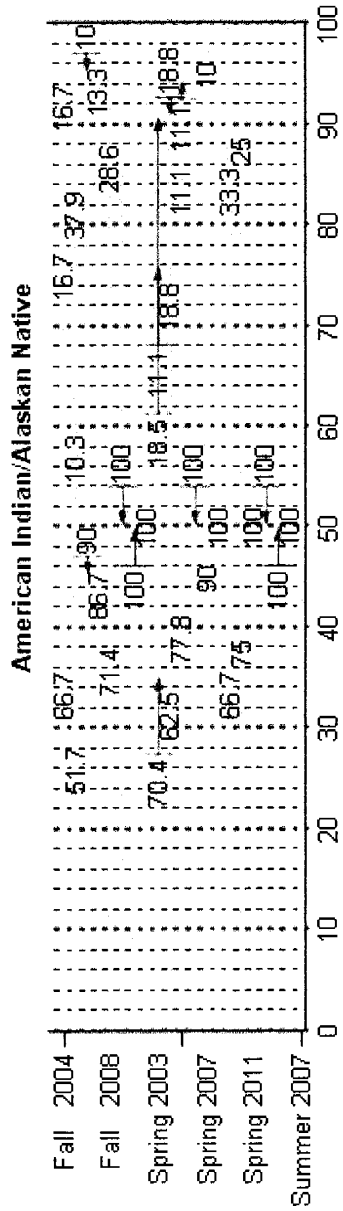 American Indian/Alaskan Native
Fall 2004
66.7 16.7 16.7
51.7 10.3 37.9
90 10
86.7 13.3
Fall 2008
71.4 28.6
100
100
100
Spring 2003
70.4 18.5 11.1
62.5 18.8 18.8
77.8 11.1 11.1
Spring 2007
100
90 10
100
66.7 33.3
75 25
Spring 2011
100
100
100
100
Summer 2007
0 10 20 30 40 50 60 70 80 90 100